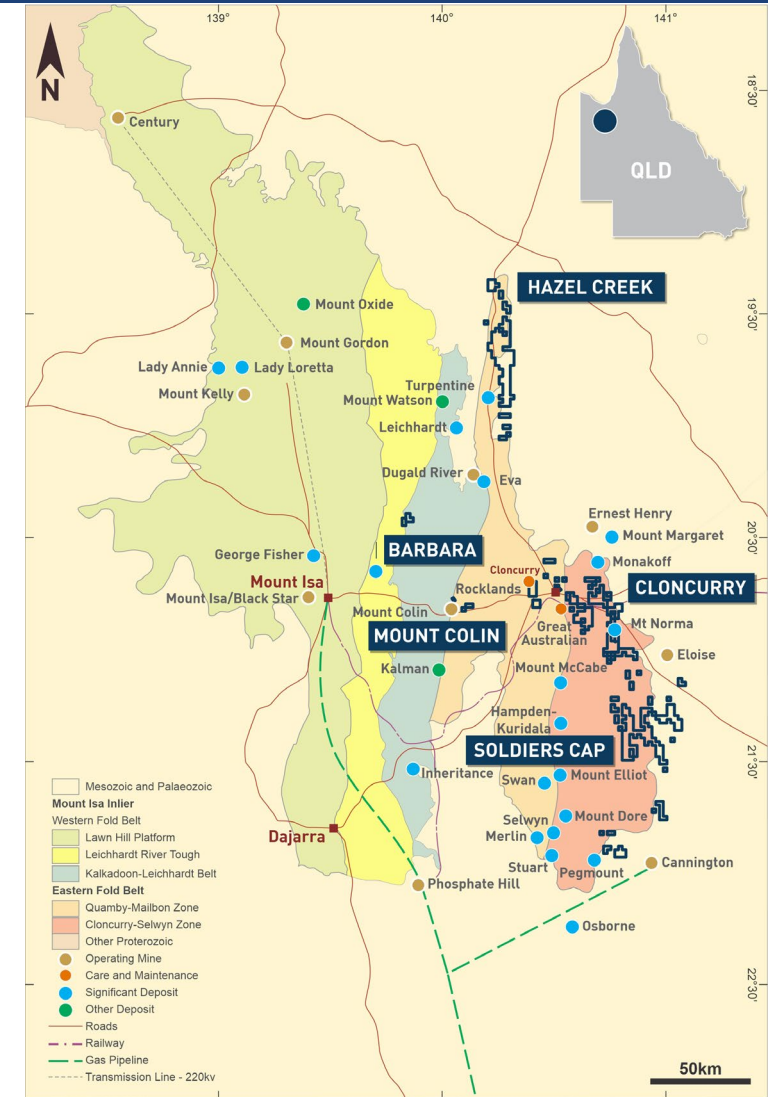 139°
140°
141°
18°30'
N
Century
QLD
HAZEL CREEK
Mount Oxide
19°30'
Mount Gordon
Lady Annie
Lady Loretta
Mount Kelly
Turpentine
Mount Watson
Leichhardt
Dugald River
Eva
Ernest Henry
20°30'
Mount Margaret
BARBARA
George Fisher
Monakoff
Cloncurry
Mount Isa
CLONCURRY
Rocklands
Mount Isa/Black Star
Mount Colin
Great
Australian
Mt Norma
MOUNT COLIN
Eloise
Kalman
Mount McCabe
Hampden-
Kuridala
SOLDIERS CAP
21°30'
Inheritance
Swan
Mount Elliot
Mount Dore
Selwyn
Merlin
Dajarra
Stuart
Pegmount
Cannington
Phosphate Hill
Osborne
22°30'
Mesozoic and Palaeozoic
Mount Isa Inlier
Western Fold Belt
Lawn Hill Platform
Leichhardt River Tough
Kalkadoon-Leichhardt Belt
Eastern Fold Belt
Quamby-Mailbon Zone
Cloncurry-Selwyn Zone
Other Proterozoic
Operating Mine
Care and Maintenance
Significant Deposit
Other Deposit
Roads
Railway
Gas Pipeline
Transmission Line - 220kv
50km